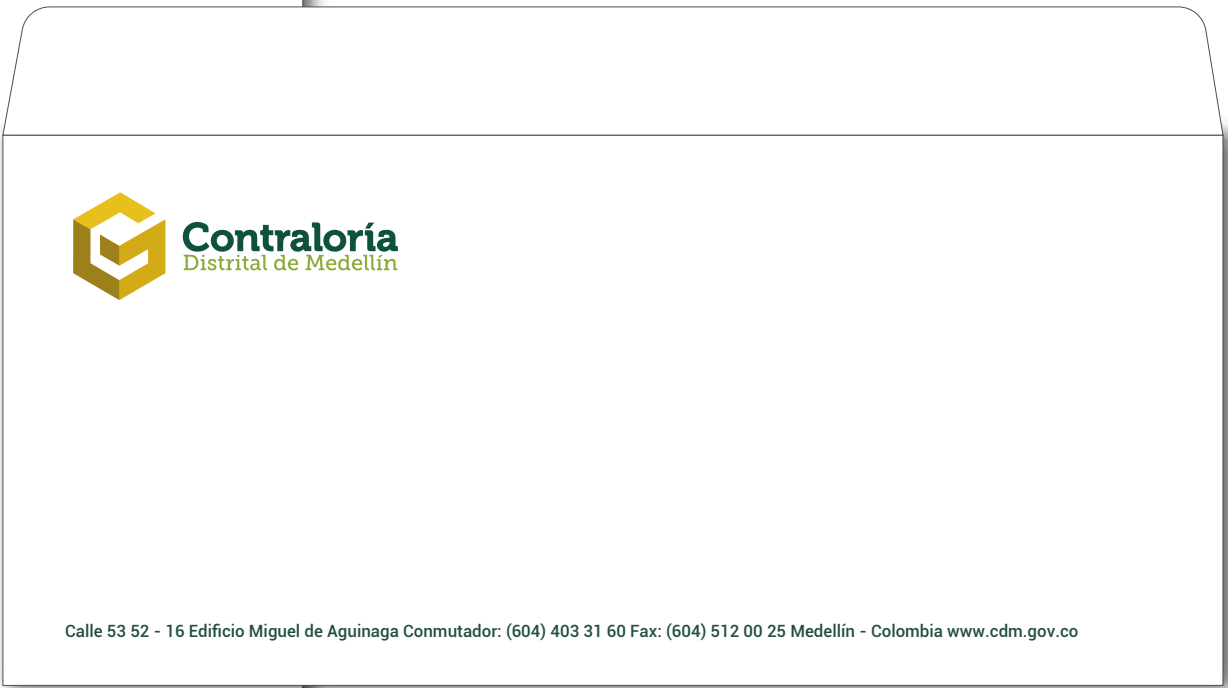 Contraloría
Distrital de Medellín
Calle 53 52 - 16 Edificio Miguel de Aguinaga Conmutador: (604) 403 31 60 Fax: (604) 512 00 25 Medellín - Colombia www.cdm.gov.co